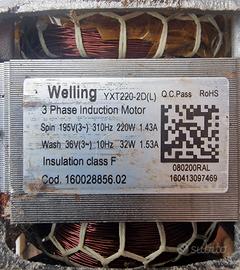 Welling YXT220-2D(L) Q.C.Pass RoHS
3 Phase Induction Motor
Spin 195V(3~) 310Hz 220W 1.43A
Wash 36V(3~) 10Hz 32W 1.53A
Insulation class F
Cod. 160028856.02
080200RAL
160413097469
subito